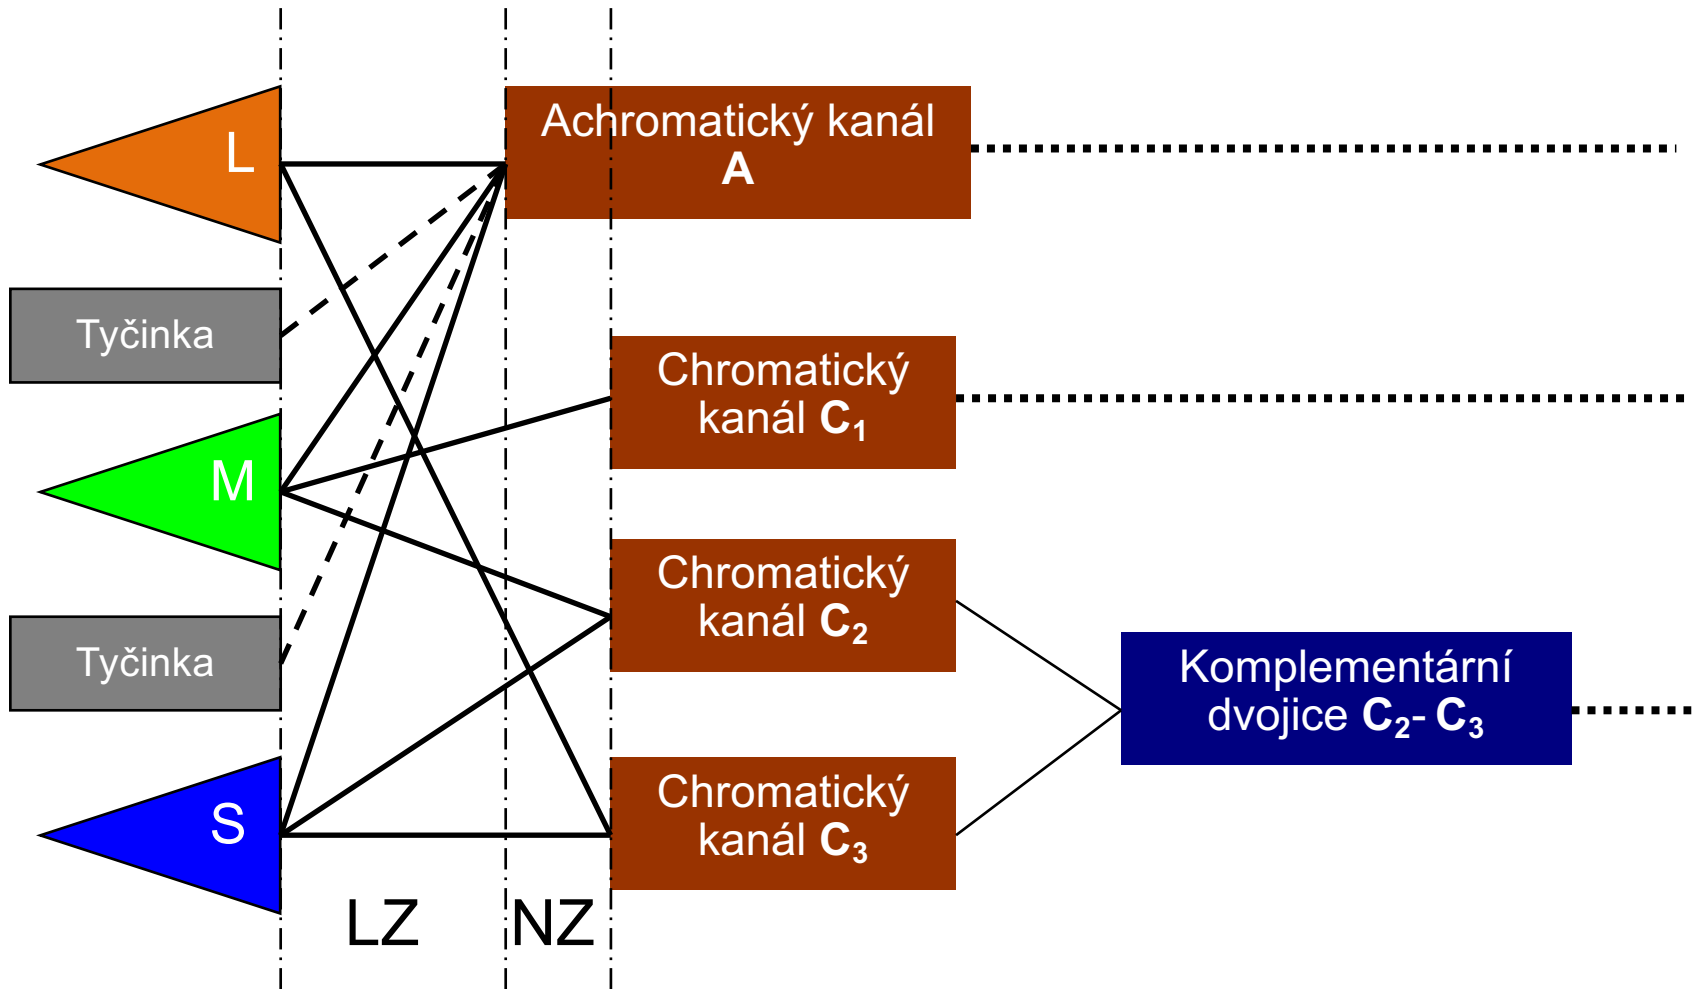 L
Achromatický kanál
A
Tyčinka
Chromatický
kanál C₁
M
Chromatický
kanál C₂
Tyčinka
Komplementární
dvojice C₂- C₃
S
Chromatický
kanál C₃
LZ
NZ